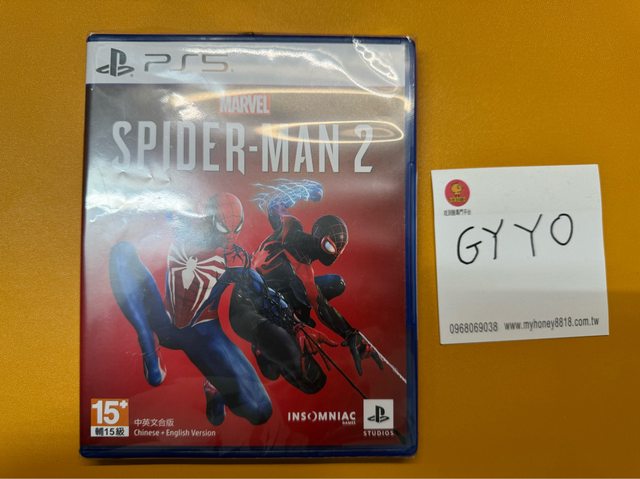 PS5
MARVEL
SPIDER-MAN 2
15+
輔15級
中英文合版
Chinese + English Version
INSOMNIAC
GAMES
PlayStation
STUDIOS
GYYO
0968069038 www.myhoney8818.com.tw